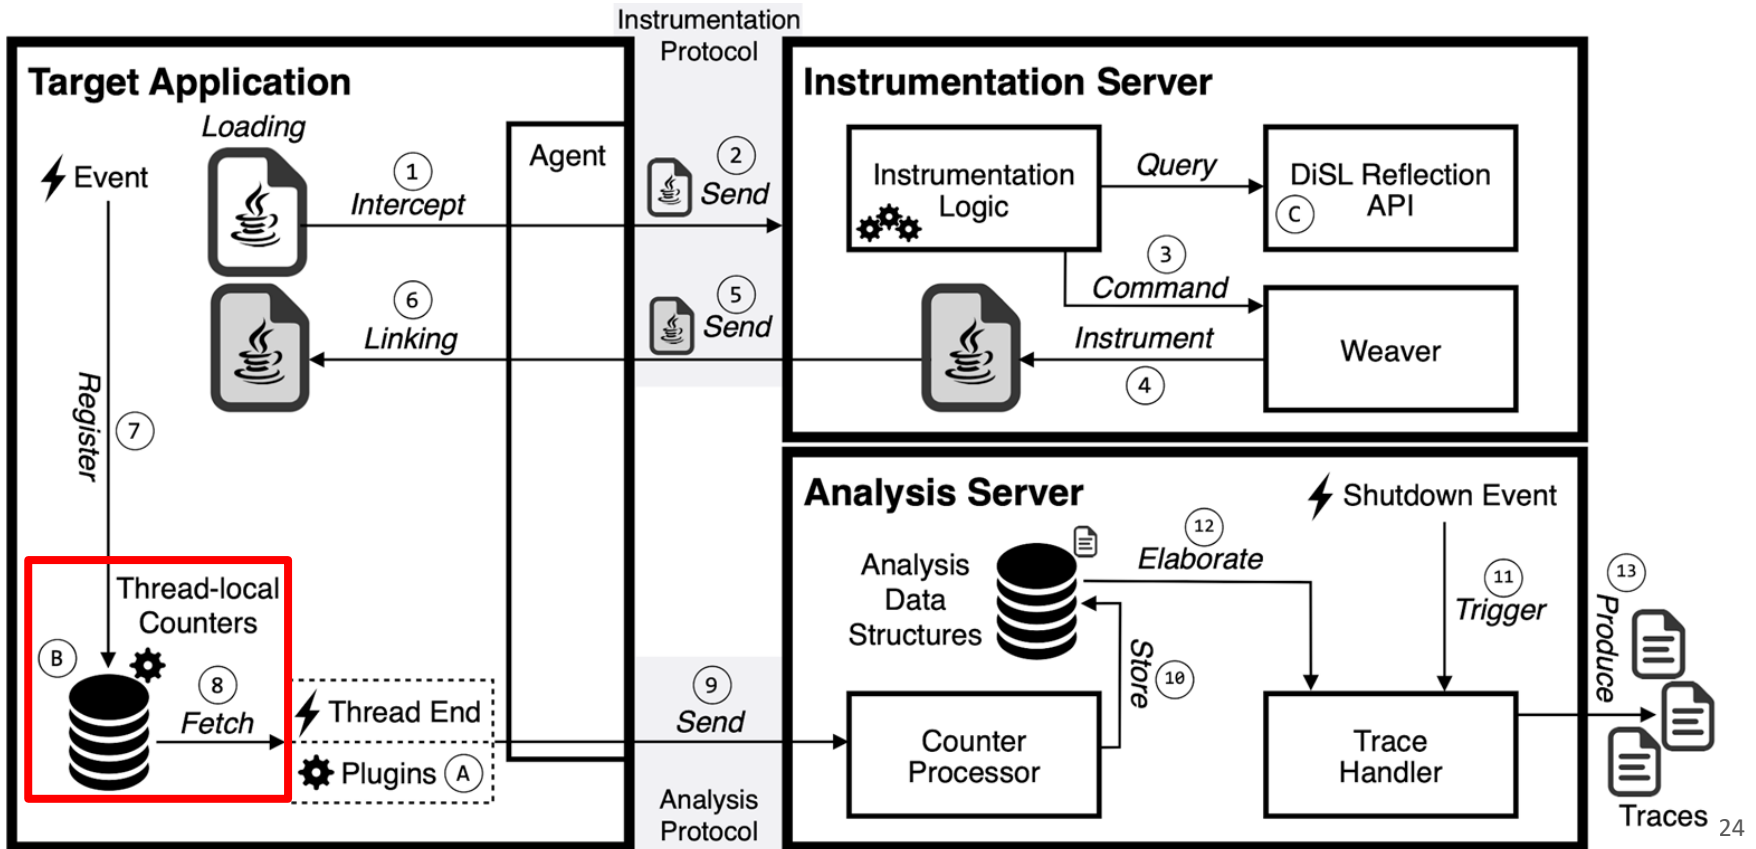 Instrumentation
Protocol
Target Application
Loading
Event
Agent
1
Intercept
2
Send
6
Linking
5
Send
Register
7
Thread-local
Counters
B
8
Fetch
Thread End
Plugins A
9
Send
Analysis
Protocol
Instrumentation Server
Instrumentation
Logic
Query
DiSL Reflection
API
C
3
Command
Instrument
4
Weaver
Analysis Server
Shutdown Event
Analysis
Data
Structures
12
Elaborate
11
Trigger
Store
10
Counter
Processor
Trace
Handler
13
Produce
Traces
24